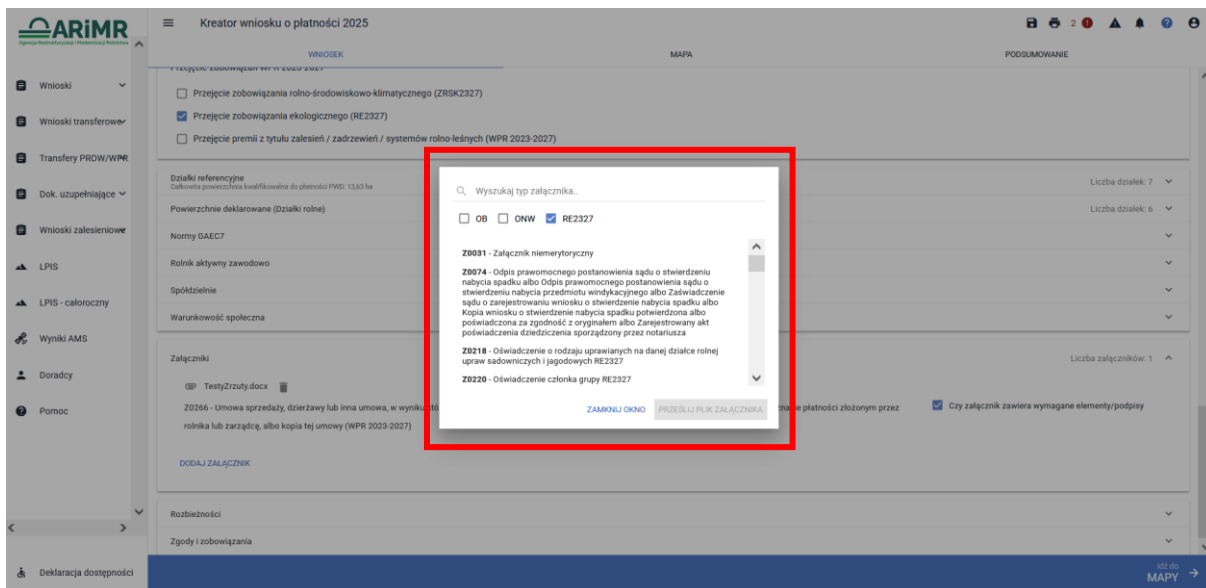 ARiMR
Agencja Restrukturyzacji i Modernizacji Rolnictwa
Kreator wniosku o płatności 2025
2
WNIOSEK
MAPA
PODSUMOWANIE
Wnioski
Wnioski transferowe
Transfery PROW/WPR
Dok. uzupełniające
Wnioski zalesieniowe
LPIS
LPIS - całoroczny
Wyniki AMS
Doradcy
Pomoc
Deklaracja dostępności
Przejęcie zobowiązań WPR 2023-2027
Przejęcie zobowiązania rolno-środowiskowo-klimatycznego (ZRSK2327)
Przejęcie zobowiązania ekologicznego (RE2327)
Przejęcie premii z tytułu zalesień / zadrzewień / systemów rolno-leśnych (WPR 2023-2027)
Działki referencyjne
Całkowita powierzchnia kwalifikowalna do płatności PWD: 13,63 ha
Liczba działek: 7
Powierzchnie deklarowane (Działki rolne)
Liczba działek: 6
Normy GAEC7
Rolnik aktywny zawodowo
Spółdzielnie
Warunkowość społeczna
Załączniki
Liczba załączników: 1
TestyZrzuty.docx
Z0266 - Umowa sprzedaży, dzierżawy lub inna umowa, w wyniku
nie płatności złożonym przez
rolnika lub zarządcę, albo kopia tej umowy (WPR 2023-2027)
Czy załącznik zawiera wymagane elementy/podpisy
DODAJ ZAŁĄCZNIK
Rozbieżności
Zgody i zobowiązania
Idź do
MAPY
Wyszukaj typ załącznika..
OB ONW RE2327
Z0031 - Załącznik niemerytoryczny
Z0074 - Odpis prawomocnego postanowienia sądu o stwierdzeniu
nabycia spadku albo Odpis prawomocnego postanowienia sądu o
stwierdzeniu nabycia przedmiotu windykacyjnego albo Zaświadczenie
sądu o zarejestrowaniu wniosku o stwierdzenie nabycia spadku albo
Kopia wniosku o stwierdzenie nabycia spadku potwierdzona albo
poświadczona za zgodność z oryginałem albo Zarejestrowany akt
poświadczenia dziedziczenia sporządzony przez notariusza
Z0218 - Oświadczenie o rodzaju uprawianych na danej działce rolnej
upraw sadowniczych i jagodowych RE2327
Z0220 - Oświadczenie członka grupy RE2327
ZAMKNIJ OKNO
PRZEŚLIJ PLIK ZAŁĄCZNIKA